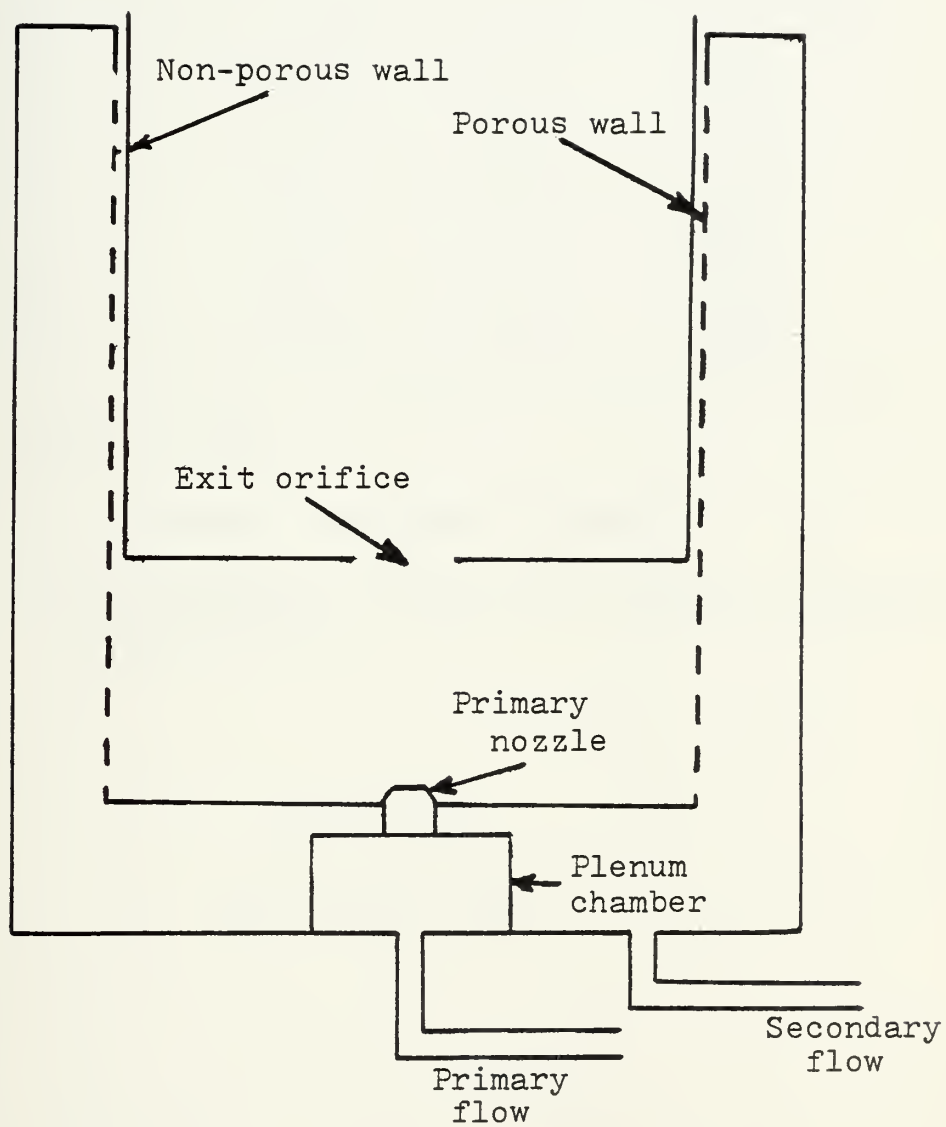 Non-porous wall
Porous wall
Exit orifice
Primary
nozzle
Plenum
chamber
Secondary
flow
Primary
flow